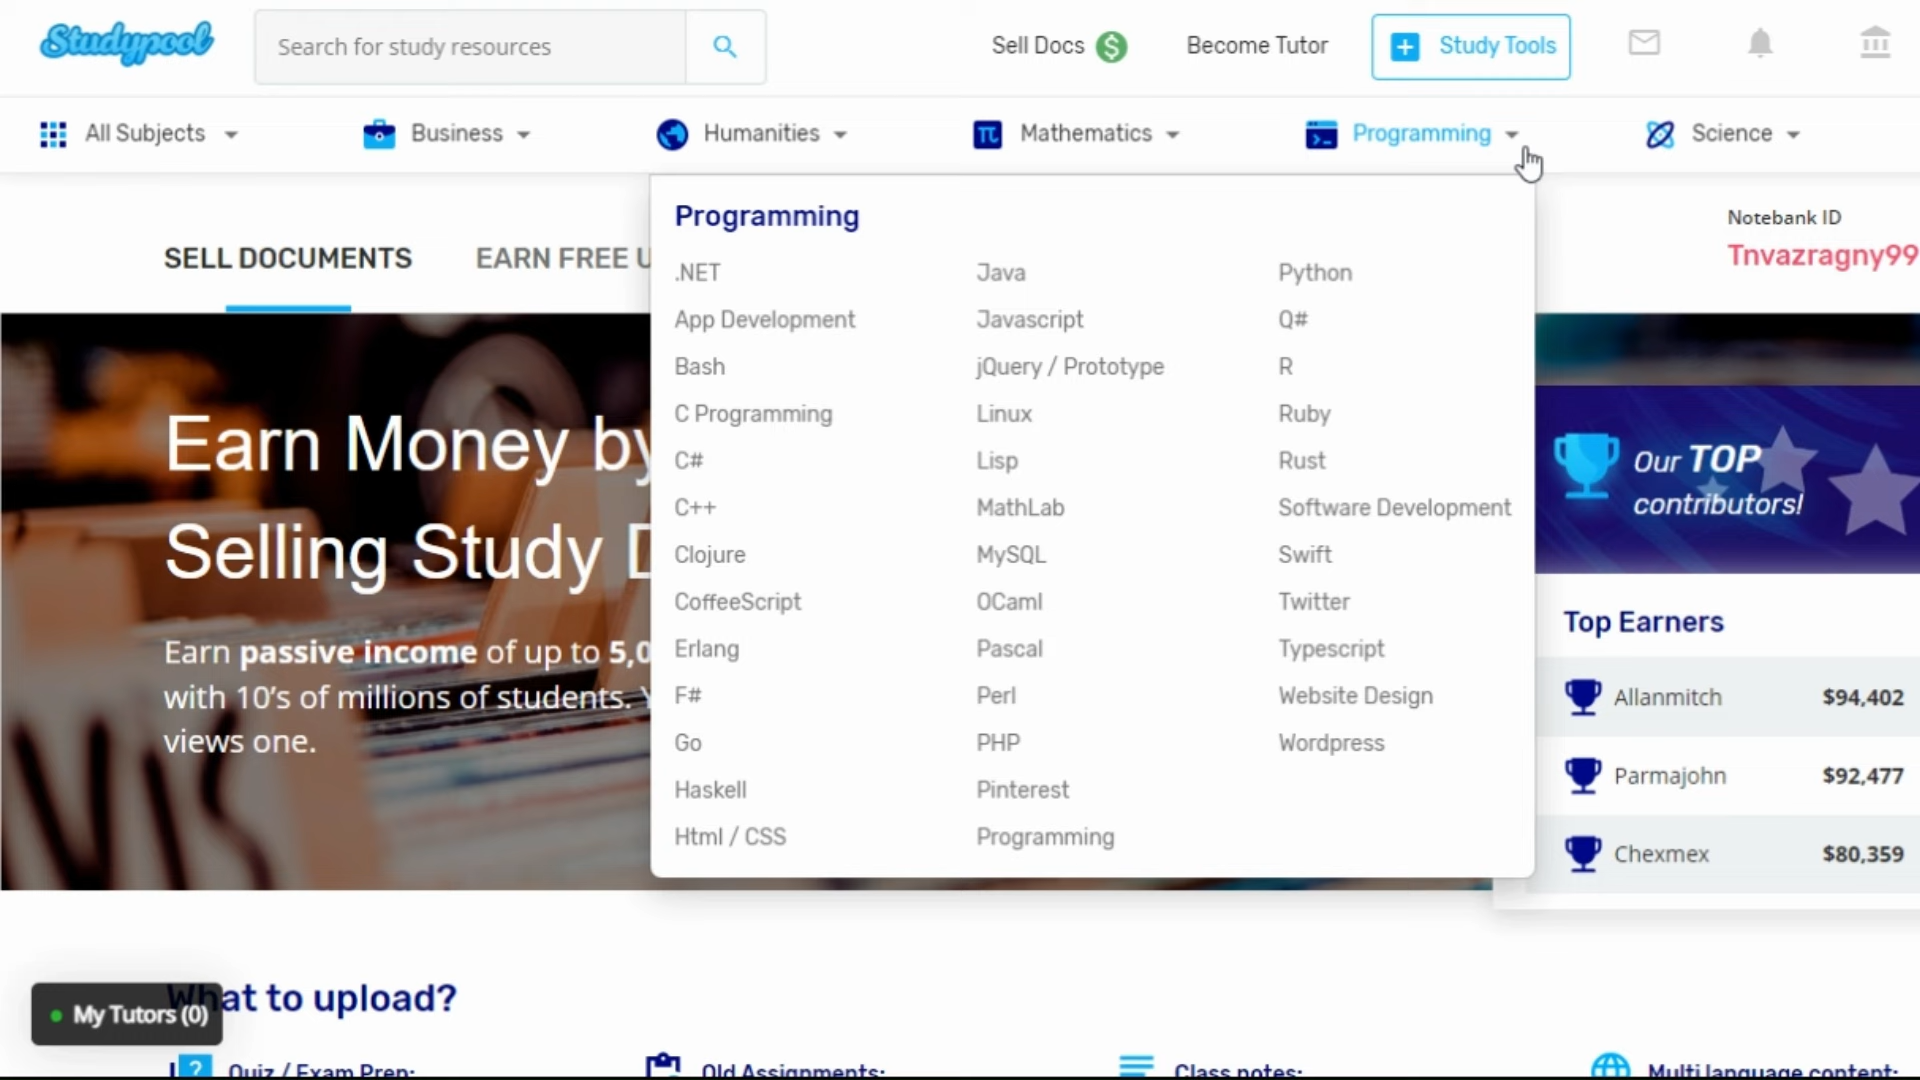 Studypool
Search for study resources
Sell Docs $
Become Tutor
Study Tools
All Subjects
Business
Humanities
Mathematics
Programming
Science
SELL DOCUMENTS
EARN FREE U
Notebank ID
Tnvazragny99
Programming
.NET
App Development
Bash
C Programming
C#
C++
Clojure
CoffeeScript
Erlang
F#
Go
Haskell
Html / CSS
Java
Javascript
jQuery / Prototype
Linux
Lisp
MathLab
MySQL
OCaml
Pascal
Perl
PHP
Pinterest
Programming
Python
Q#
R
Ruby
Rust
Software Development
Swift
Twitter
Typescript
Website Design
Wordpress
Earn Money by
Selling Study D
Earn passive income of up to 5,0
with 10's of millions of students. Y
views one.
Our TOP
contributors!
Top Earners
Allanmitch $94,402
Parmajohn $92,477
Chexmex $80,359
What to upload?
My Tutors (0)
Quiz / Exam Prep:
Old Assignments:
Class notes:
Multi language content: